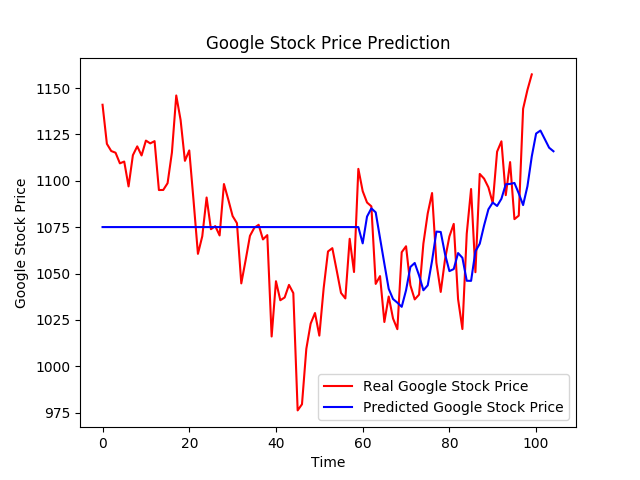 Google Stock Price Prediction
Google Stock Price
1150
1125
1100
1075
1050
1025
1000
975
0 20 40 60 80 100
Time
Real Google Stock Price
Predicted Google Stock Price